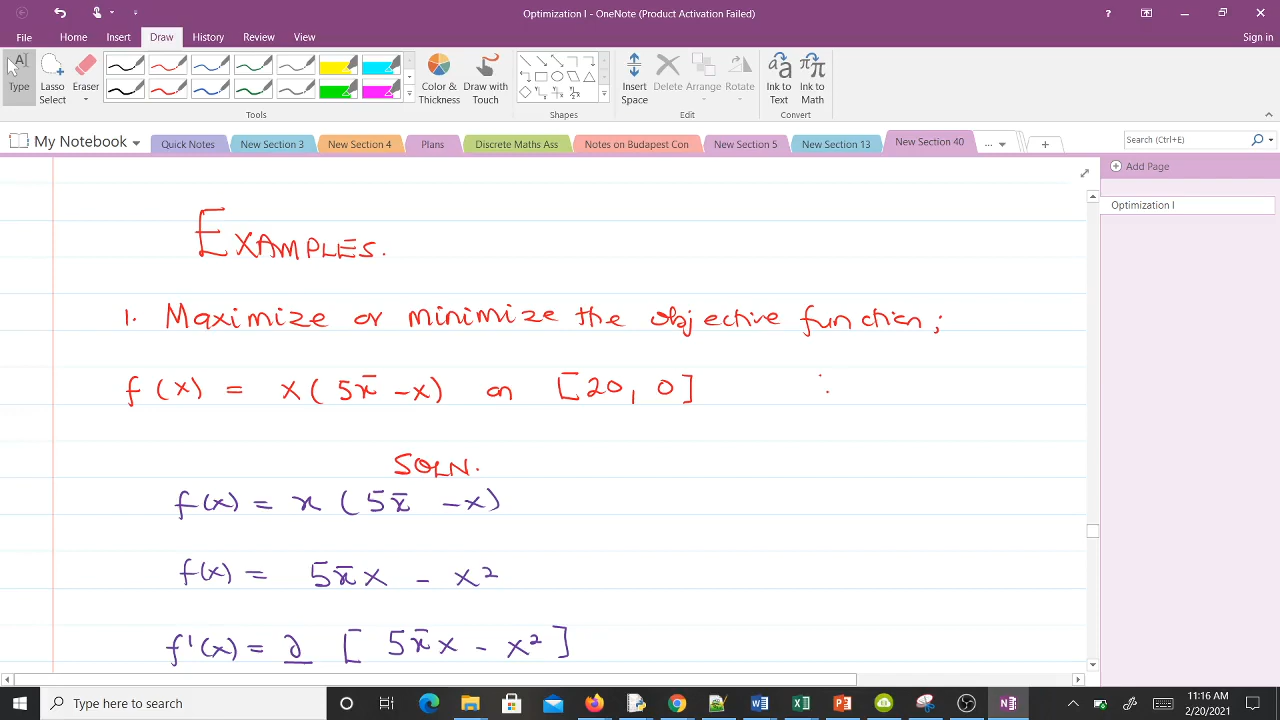 Optimization I - OneNote (Product Activation Failed)
?
File Home Insert Draw History Review View Sign in
Type
Lasso Select
Eraser
Color & Thickness
Draw with Touch
Insert Space
Delete
Arrange
Rotate
Ink to Text
Ink to Math
Tools Shapes Edit Convert
My Notebook Quick Notes New Section 3 New Section 4 Plans Discrete Maths Ass Notes on Budapest Con New Section 5 New Section 13 New Section 40 ... Search (Ctrl+E)
Add Page
Optimization I
EXAMPLES.
1. Maximize or minimize the objective function;
f(x) = x(5π - x) on [20, 0]
SOLN.
f(x) = x(5π - x)
f(x) = 5πx - x²
f'(x) = ∂ [5πx - x²]
Type here to search
11:16 AM
2/20/2021